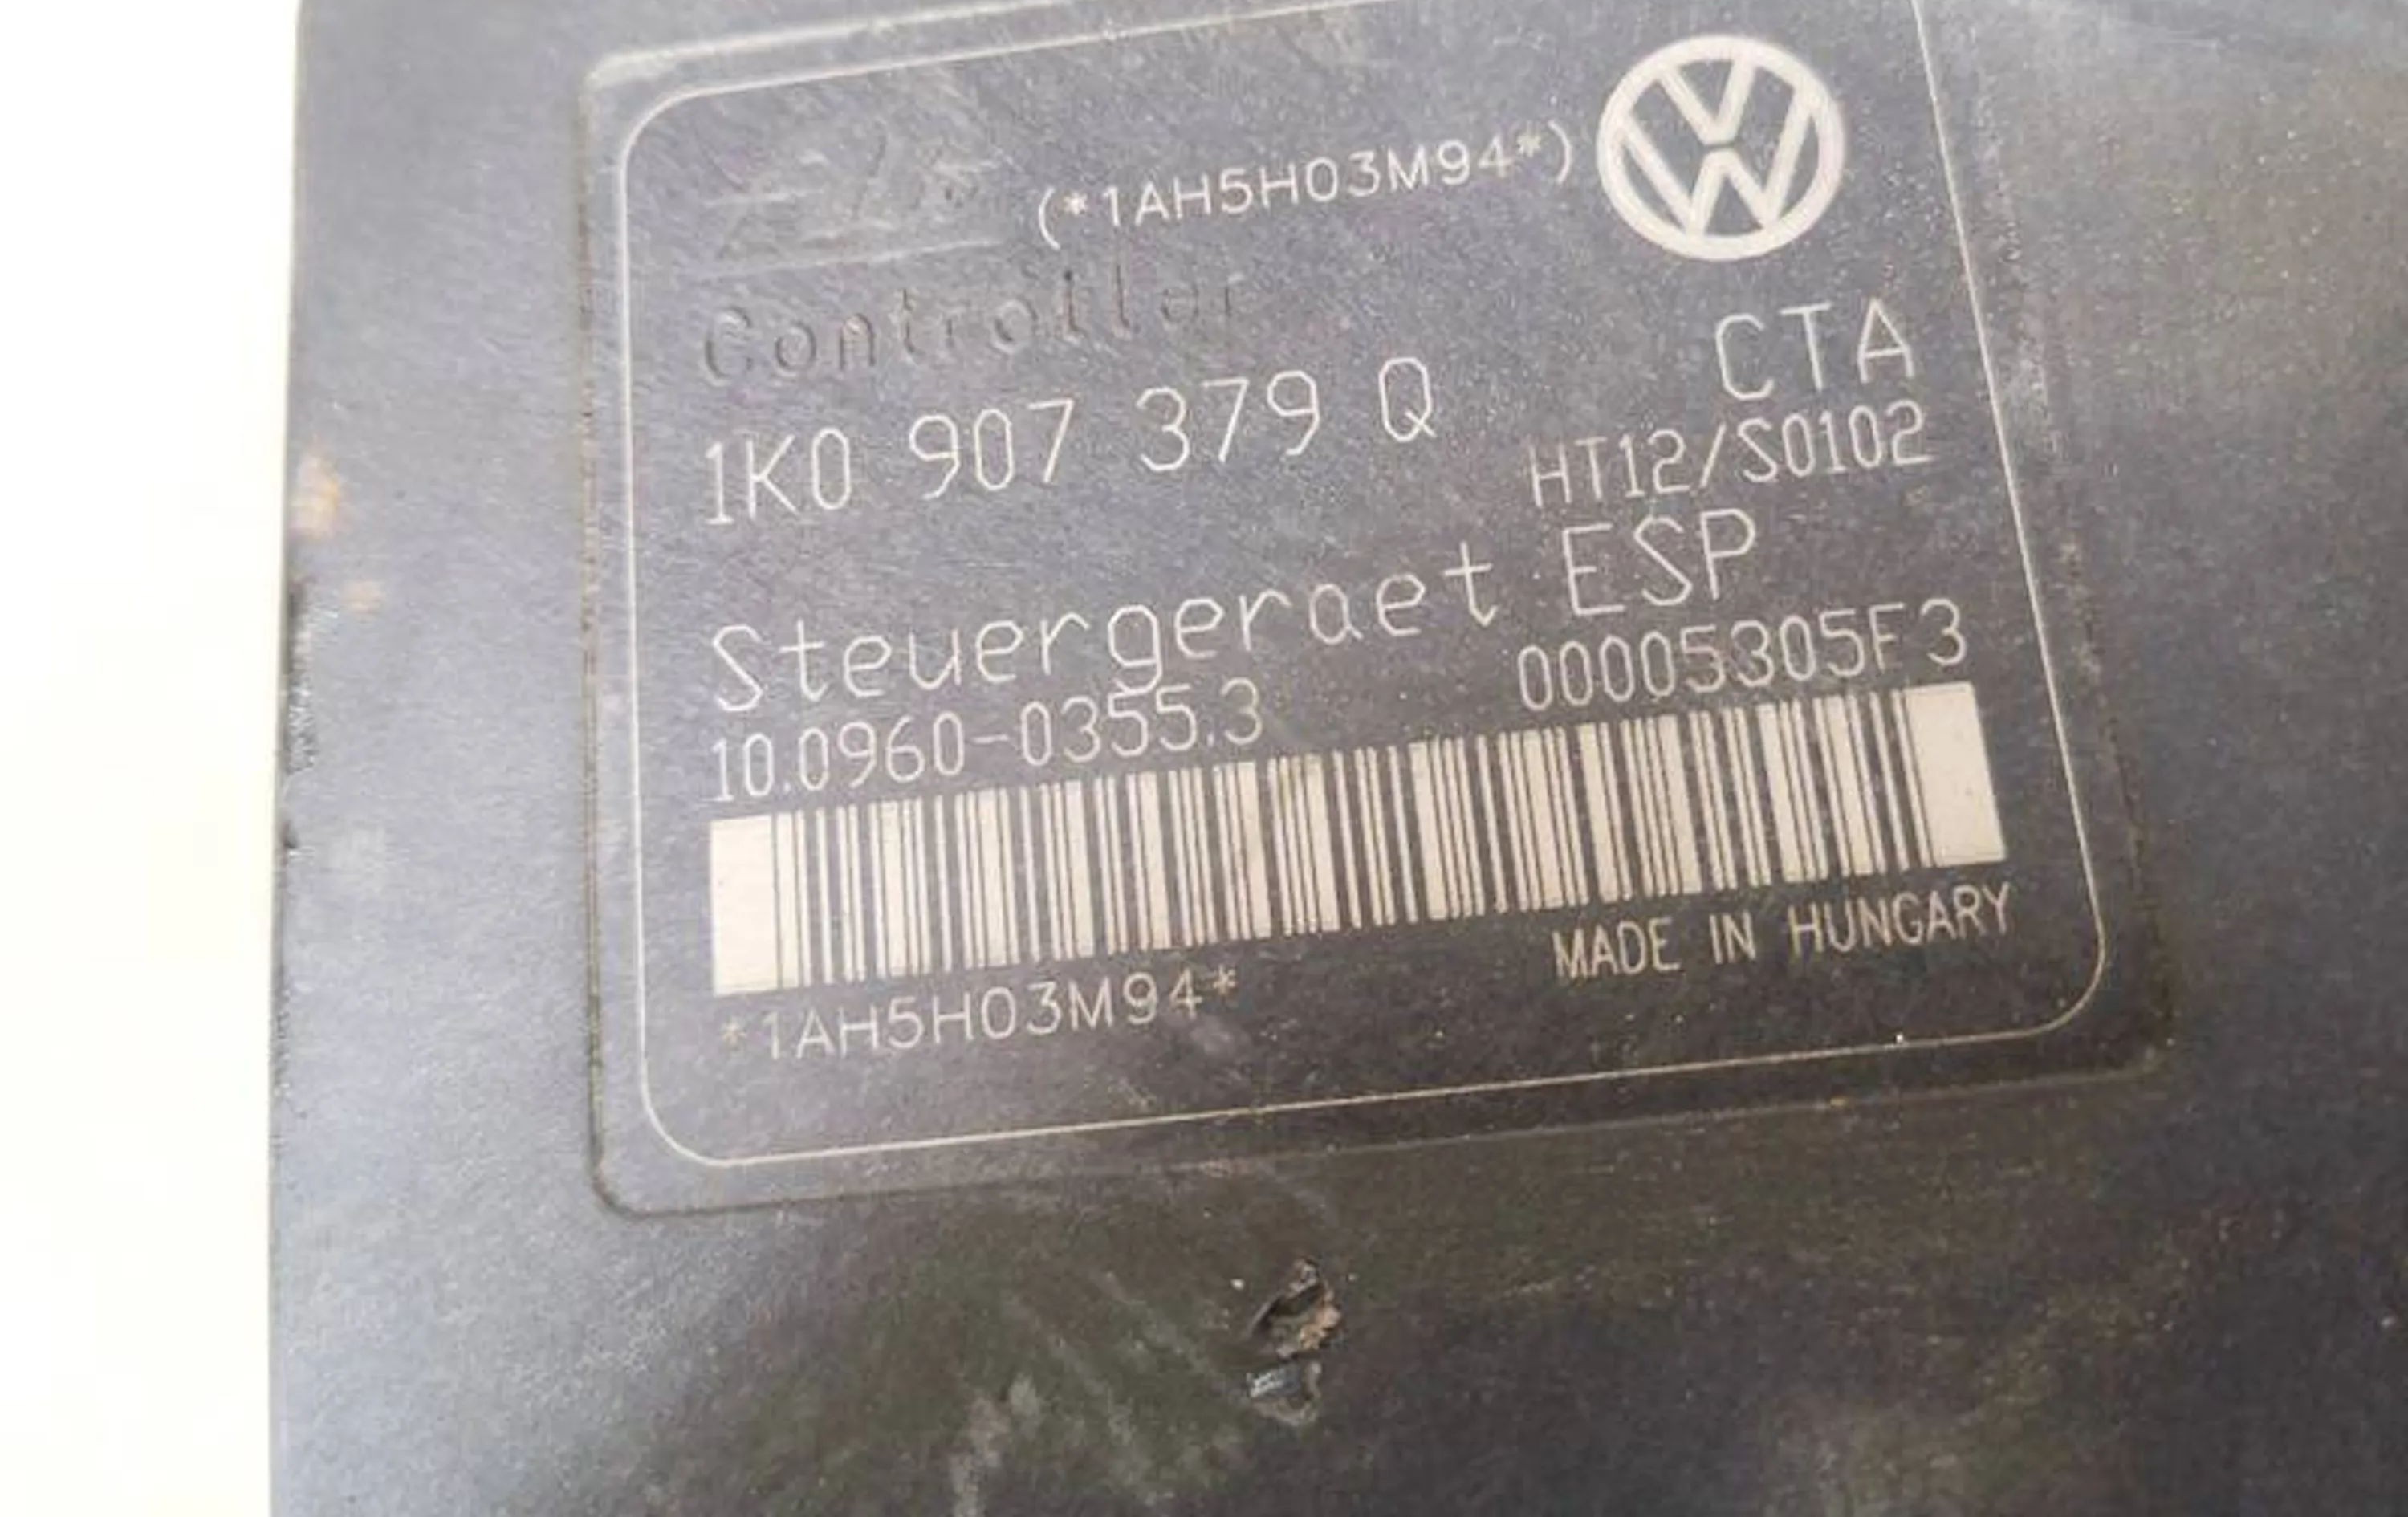 (*1AH5H03M94*)
Controller
CTA
1K0 907 379 Q
HT12/S0102
Steuergeraet ESP
10.0960-0355.3
00005305F3
*1AH5H03M94*
MADE IN HUNGARY